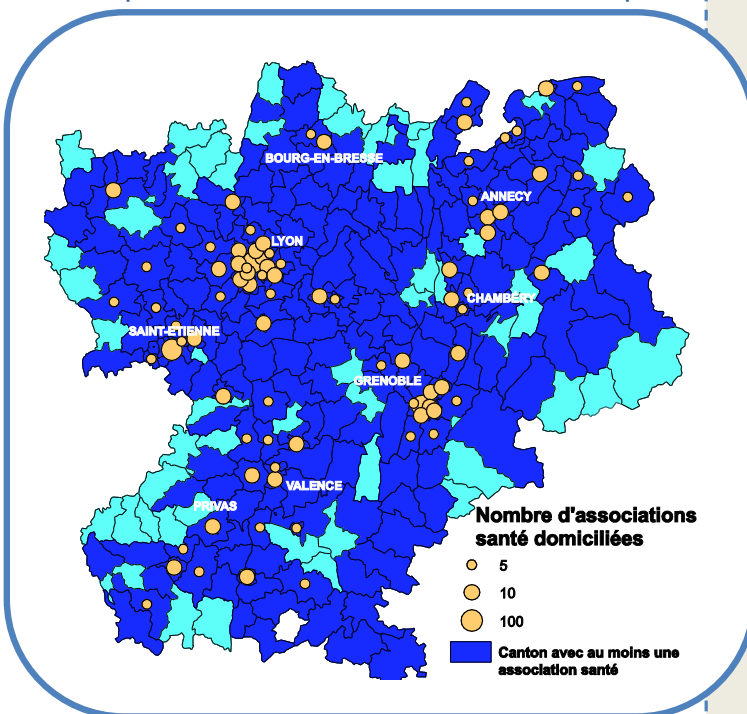 BOURG-EN-BRESSE
ANNECY
LYON
CHAMBÉRY
SAINT-ETIENNE
GRENOBLE
VALENCE
PRIVAS
Nombre d'associations
santé domiciliées
5
10
100
Canton avec au moins une
association santé